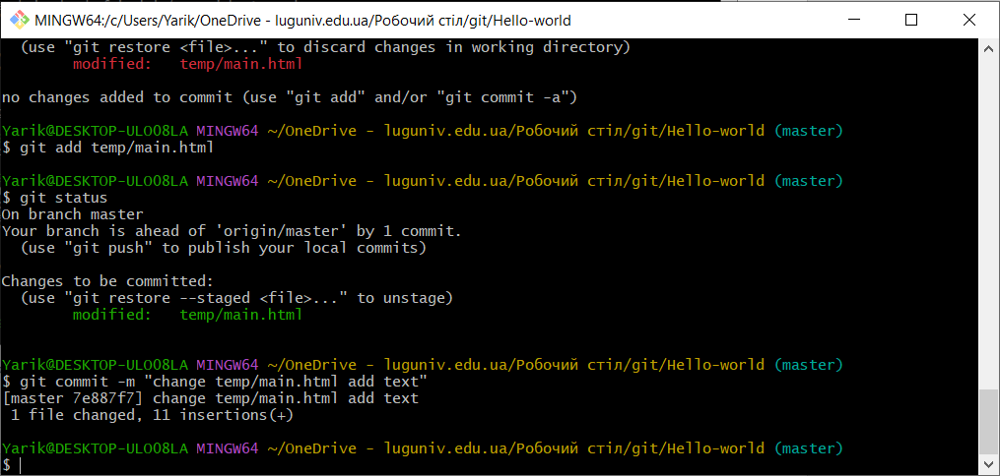 MINGW64:/c/Users/Yarik/OneDrive - luguniv.edu.ua/Робочий стіл/git/Hello-world
  (use "git restore <file>..." to discard changes in working directory)
        modified:   temp/main.html

no changes added to commit (use "git add" and/or "git commit -a")

Yarik@DESKTOP-ULOO8LA MINGW64 ~/OneDrive - luguniv.edu.ua/Робочий стіл/git/Hello-world (master)
$ git add temp/main.html

Yarik@DESKTOP-ULOO8LA MINGW64 ~/OneDrive - luguniv.edu.ua/Робочий стіл/git/Hello-world (master)
$ git status
On branch master
Your branch is ahead of 'origin/master' by 1 commit.
  (use "git push" to publish your local commits)

Changes to be committed:
  (use "git restore --staged <file>..." to unstage)
        modified:   temp/main.html


Yarik@DESKTOP-ULOO8LA MINGW64 ~/OneDrive - luguniv.edu.ua/Робочий стіл/git/Hello-world (master)
$ git commit -m "change temp/main.html add text"
[master 7e887f7] change temp/main.html add text
 1 file changed, 11 insertions(+)

Yarik@DESKTOP-ULOO8LA MINGW64 ~/OneDrive - luguniv.edu.ua/Робочий стіл/git/Hello-world (master)
$